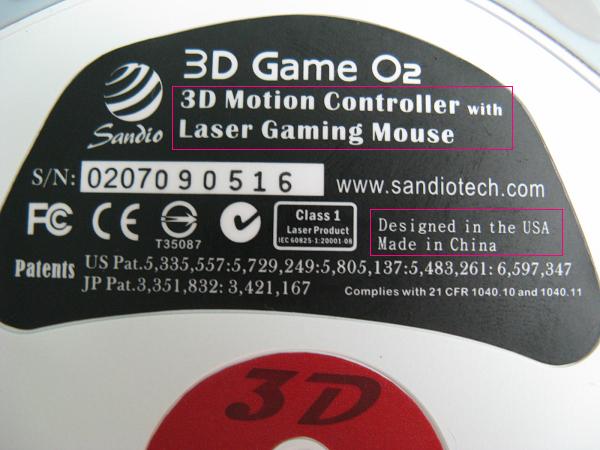 3D Game O2
3D Motion Controller with
Laser Gaming Mouse
Sandio
S/N: 0207090516
www.sandiotech.com
FC CE
T35087
Class 1
Laser Product
IEC 60825-1:20001-08
Designed in the USA
Made in China
Patents US Pat.5,335,557:5,729,249:5,805,137:5,483,261: 6,597,347
JP Pat.3,351,832: 3,421,167
Complies with 21 CFR 1040.10 and 1040.11
3D